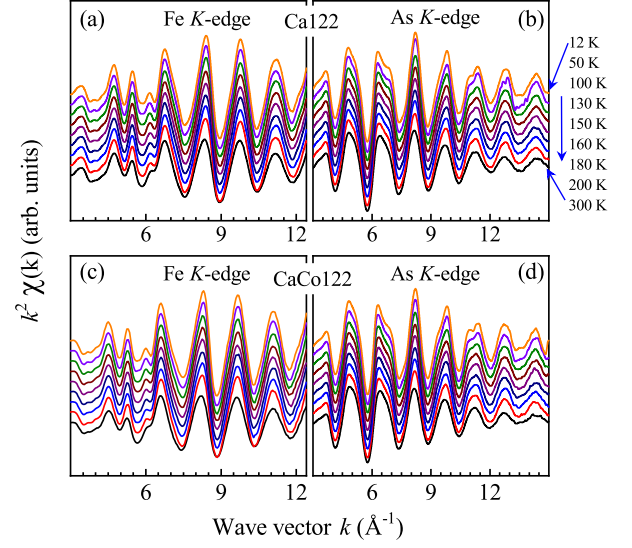 (a) Fe K-edge Ca122 As K-edge (b)
12 K
50 K
100 K
130 K
150 K
160 K
180 K
200 K
300 K
6 9 12 6 9 12
(c) Fe K-edge CaCo122 As K-edge (d)
6 9 12 6 9 12
k² χ(k) (arb. units)
Wave vector k (Å⁻¹)